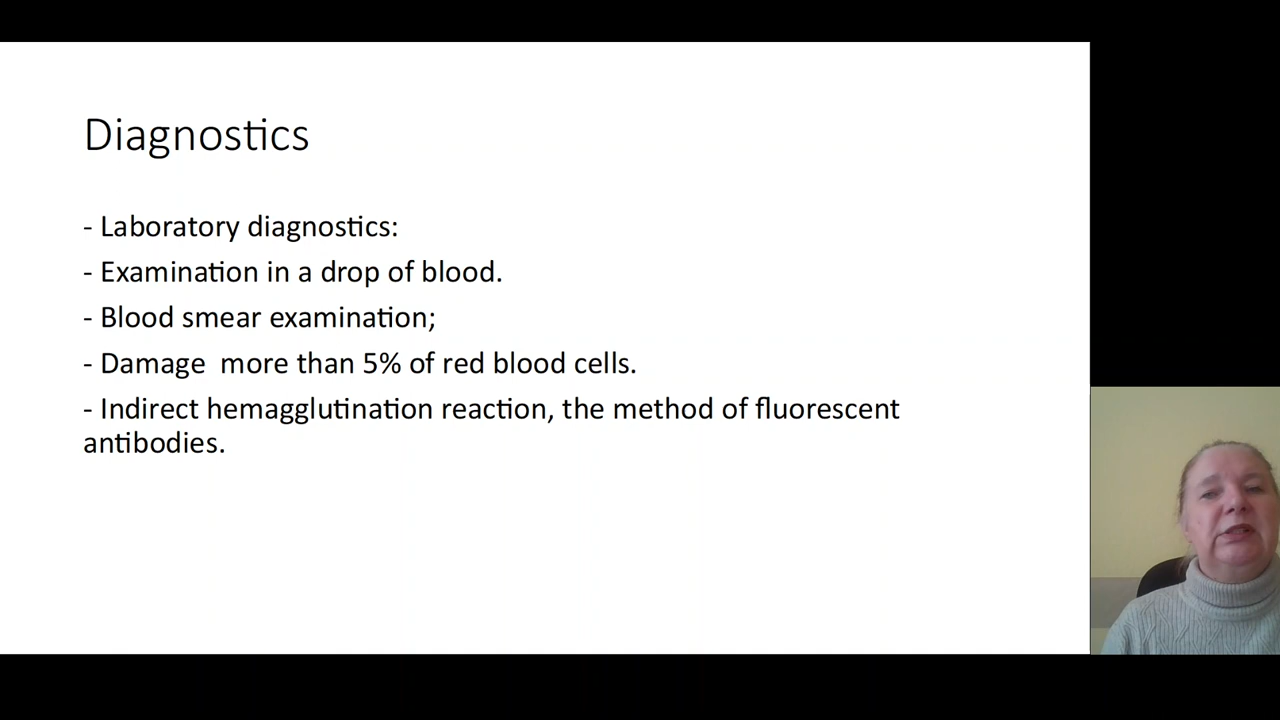 Diagnostics
- Laboratory diagnostics:
- Examination in a drop of blood.
- Blood smear examination;
- Damage  more than 5% of red blood cells.
- Indirect hemagglutination reaction, the method of fluorescent
antibodies.